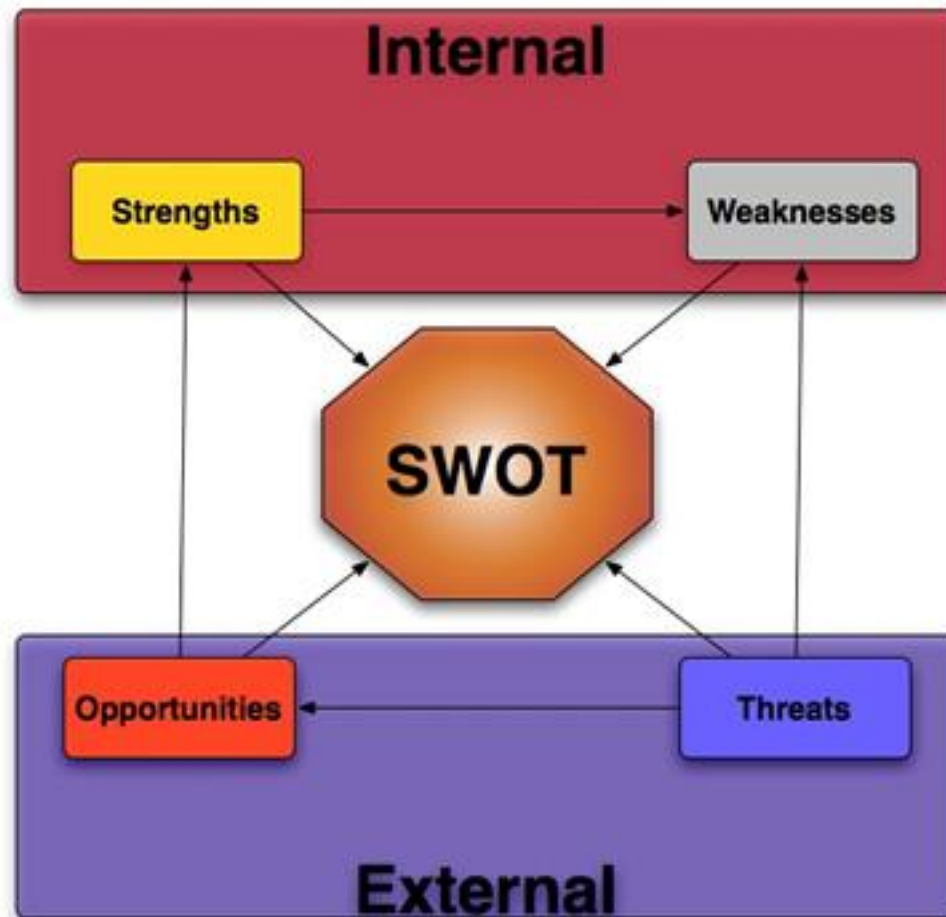 Internal
Strengths
Weaknesses
SWOT
Opportunities
Threats
External